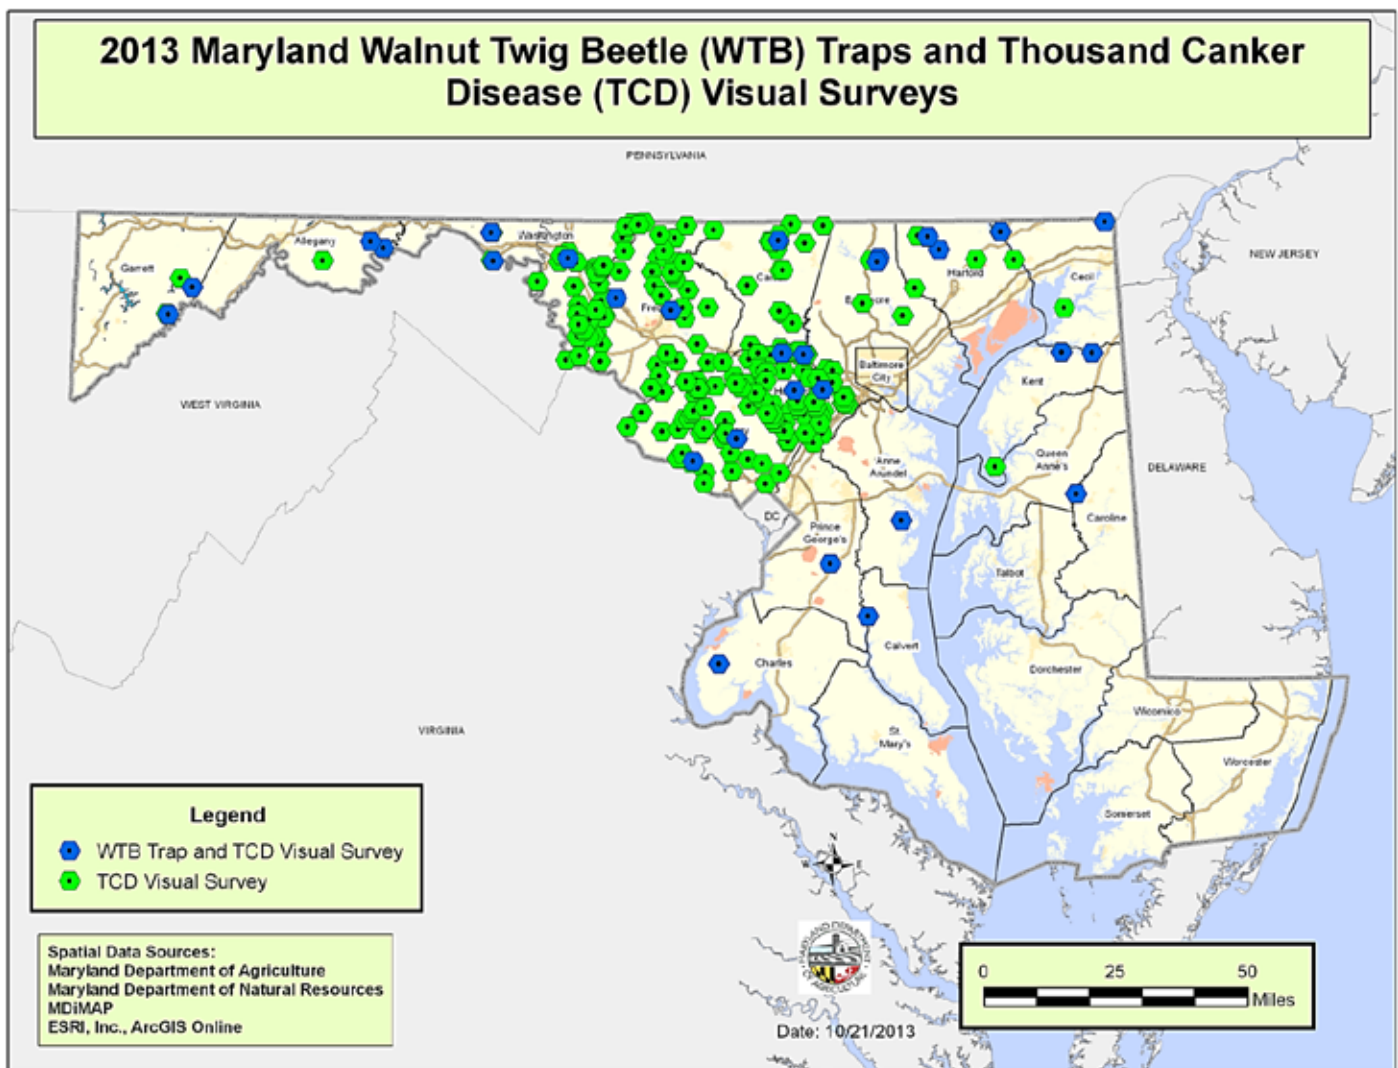 2013 Maryland Walnut Twig Beetle (WTB) Traps and Thousand Canker
Disease (TCD) Visual Surveys
PENNSYLVANIA
Washington
Allegany
NEW JERSEY
Garrett
Harford
Cecil
Baltimore
City
Kent
WEST VIRGINIA
Anne
Arundel
Queen
Anne's
DELAWARE
DC
Prince
George's
Caroline
Talbot
Calvert
Charles
Dorchester
Wicomico
St.
Mary's
VIRGINIA
Worcester
Somerset
Legend
WTB Trap and TCD Visual Survey
TCD Visual Survey
N
E
Spatial Data Sources:
Maryland Department of Agriculture
Maryland Department of Natural Resources
MDiMAP
ESRI, Inc., ArcGIS Online
MARYLAND DEPARTMENT
OF AGRICULTURE
Date: 10/21/2013
0 25 50
Miles